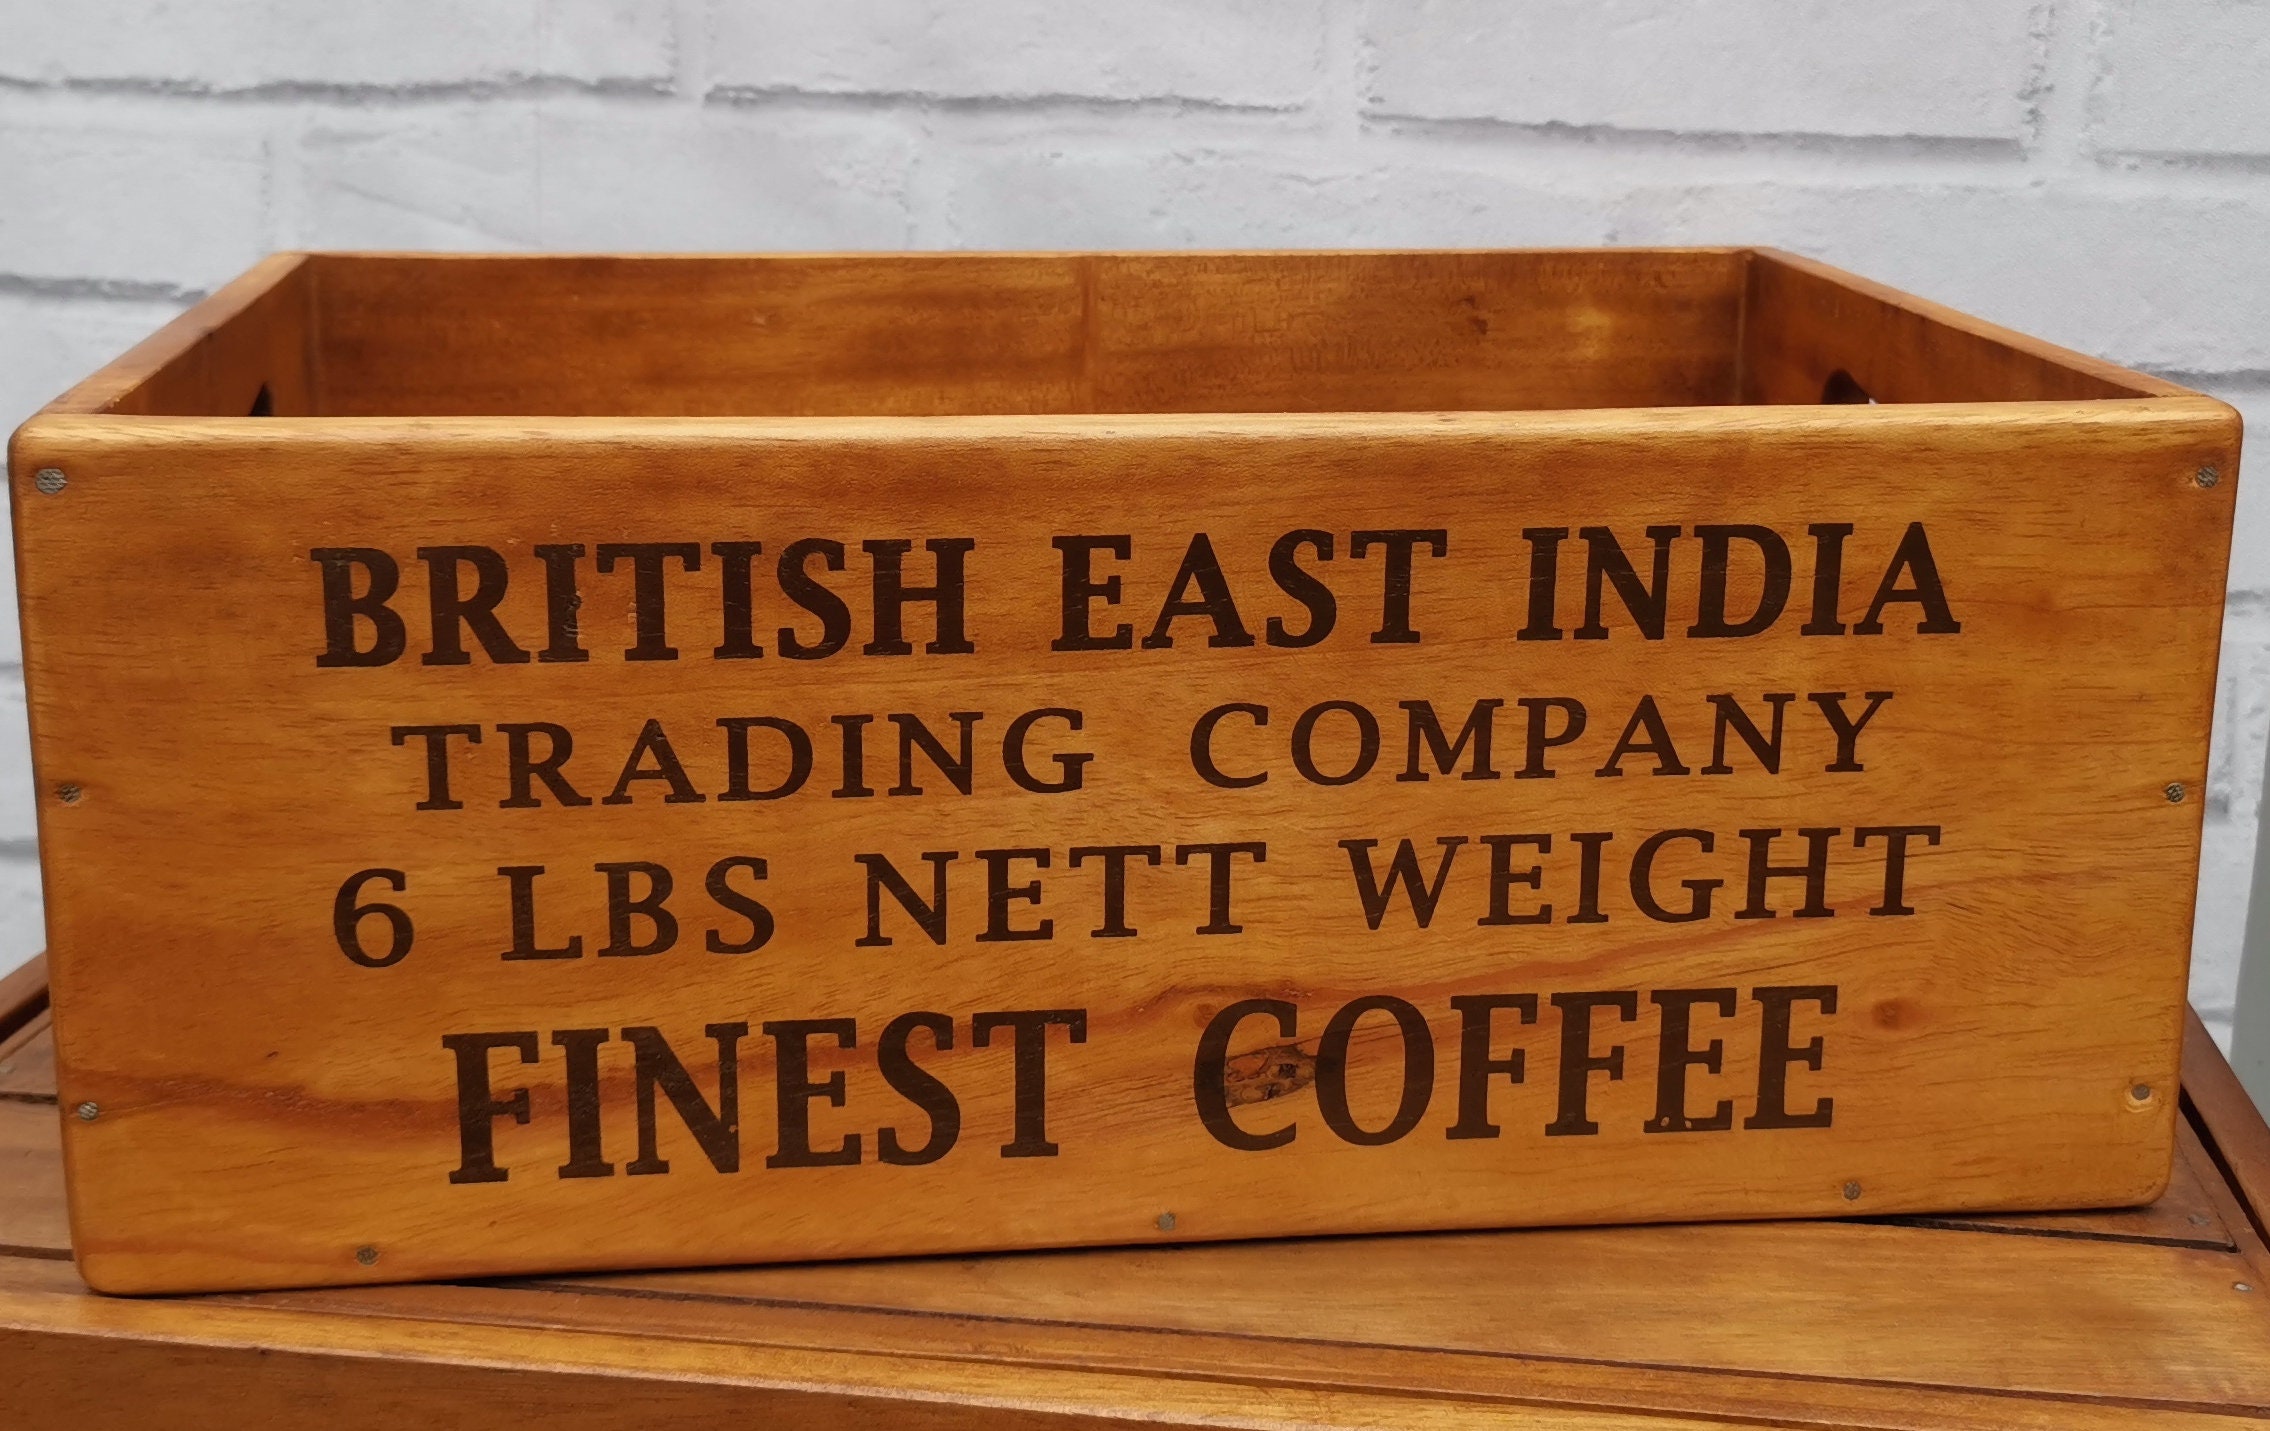 BRITISH EAST INDIA
TRADING COMPANY
6 LBS NETT WEIGHT
FINEST COFFEE